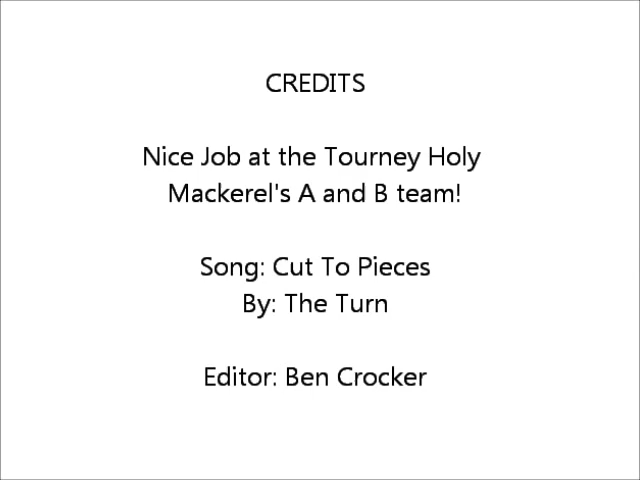 CREDITS
Nice Job at the Tourney Holy
Mackerel's A and B team!
Song: Cut To Pieces
By: The Turn
Editor: Ben Crocker